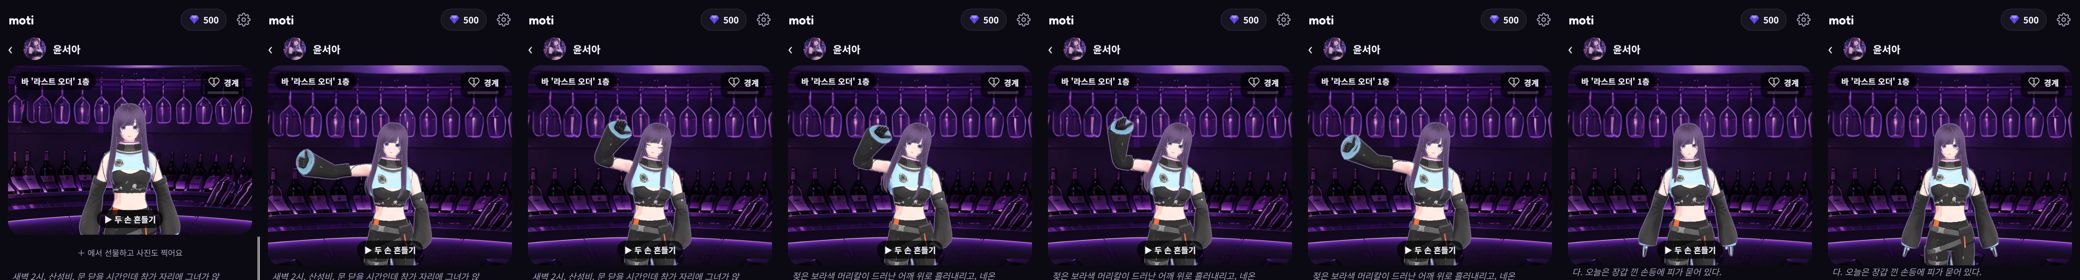 moti
500
윤서아
바 '라스트 오더' 1층
경계
▶ 두 손 흔들기
+ 에서 선물하고 사진도 찍어요
새벽 2시, 산성비. 문 닫을 시간인데 창가 자리에 그녀가 앉
moti
500
윤서아
바 '라스트 오더' 1층
경계
▶ 두 손 흔들기
새벽 2시, 산성비. 문 닫을 시간인데 창가 자리에 그녀가 앉
moti
500
윤서아
바 '라스트 오더' 1층
경계
▶ 두 손 흔들기
새벽 2시, 산성비. 문 닫을 시간인데 창가 자리에 그녀가 앉
moti
500
윤서아
바 '라스트 오더' 1층
경계
▶ 두 손 흔들기
젖은 보라색 머리칼이 드러난 어깨 위로 흘러내리고, 네온
moti
500
윤서아
바 '라스트 오더' 1층
경계
▶ 두 손 흔들기
젖은 보라색 머리칼이 드러난 어깨 위로 흘러내리고, 네온
moti
500
윤서아
바 '라스트 오더' 1층
경계
▶ 두 손 흔들기
젖은 보라색 머리칼이 드러난 어깨 위로 흘러내리고, 네온
moti
500
윤서아
바 '라스트 오더' 1층
경계
▶ 두 손 흔들기
다. 오늘은 장갑 낀 손등에 피가 묻어 있다.
moti
500
윤서아
바 '라스트 오더' 1층
경계
다. 오늘은 장갑 낀 손등에 피가 묻어 있다.